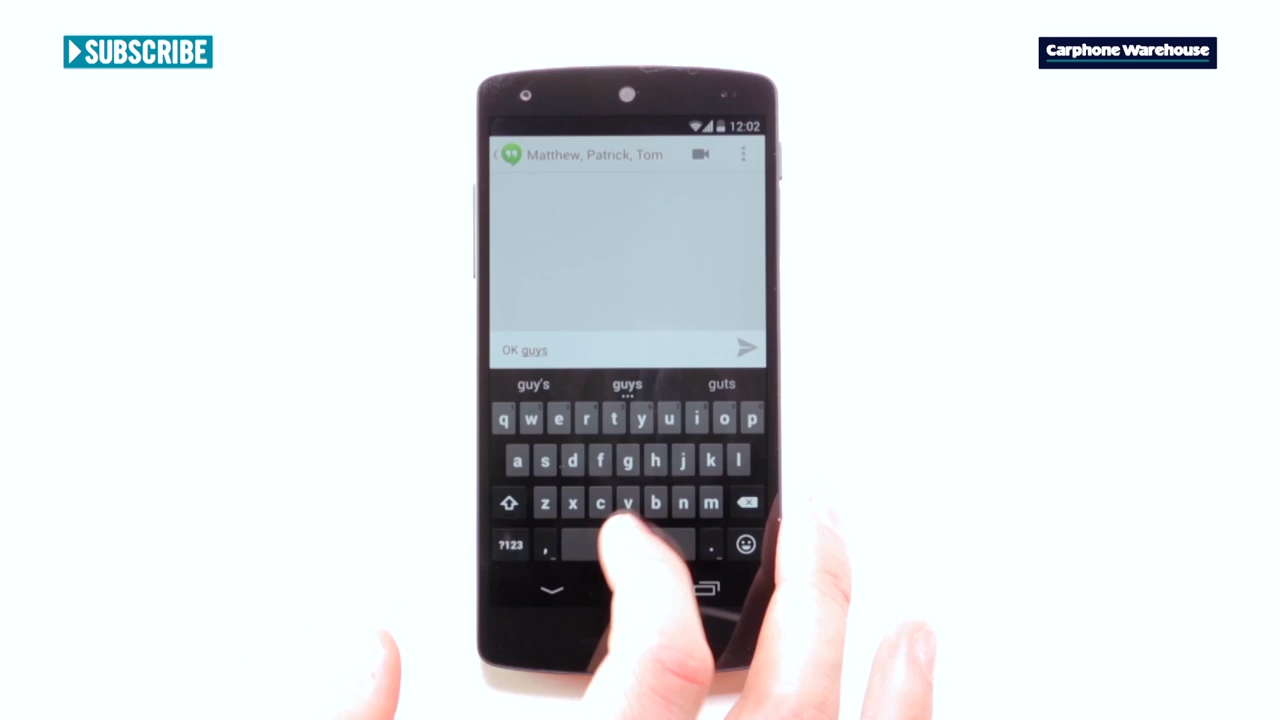 SUBSCRIBE
Carphone Warehouse
12:02
Matthew, Patrick, Tom
OK guys
guy's guys guts
q w e r t y u i o p
a s d f g h j k l
z x c v b n m
?123 , .